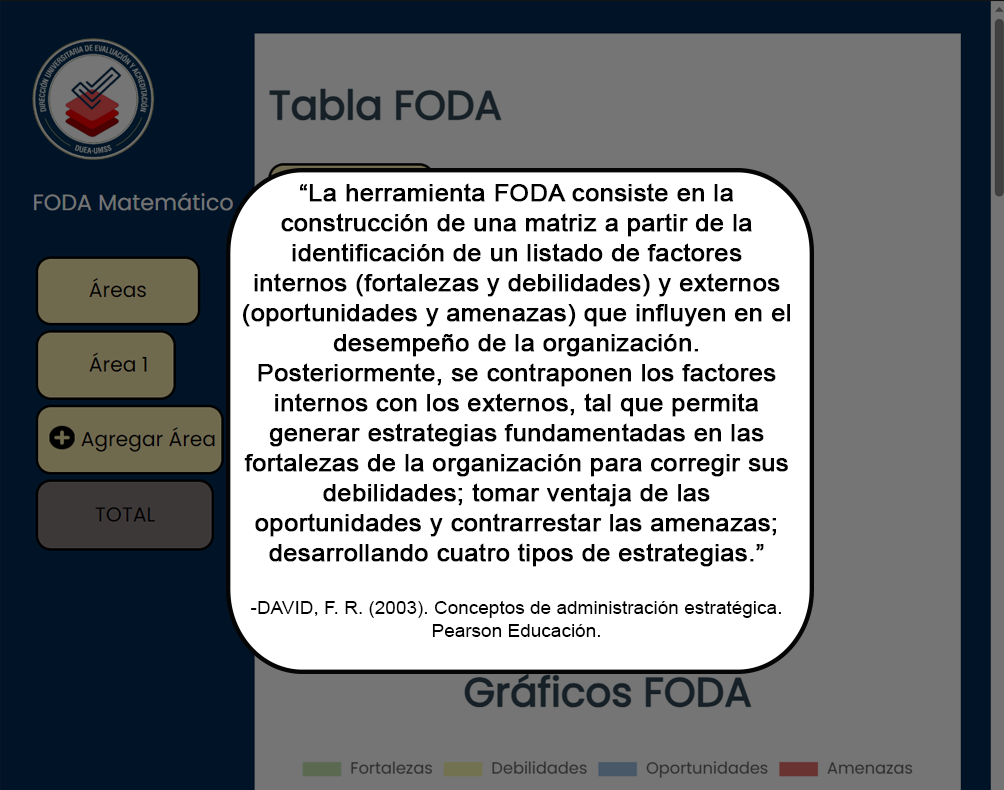 DIRECCIÓN UNIVERSITARIA DE EVALUACIÓN Y ACREDITACIÓN
DUEA-UMSS
FODA Matemático
Áreas
Área 1
Agregar Área
TOTAL
Tabla FODA
“La herramienta FODA consiste en la
construcción de una matriz a partir de la
identificación de un listado de factores
internos (fortalezas y debilidades) y externos
(oportunidades y amenazas) que influyen en el
desempeño de la organización.
Posteriormente, se contraponen los factores
internos con los externos, tal que permita
generar estrategias fundamentadas en las
fortalezas de la organización para corregir sus
debilidades; tomar ventaja de las
oportunidades y contrarrestar las amenazas;
desarrollando cuatro tipos de estrategias.”
-DAVID, F. R. (2003). Conceptos de administración estratégica.
Pearson Educación.
Gráficos FODA
Fortalezas Debilidades Oportunidades Amenazas